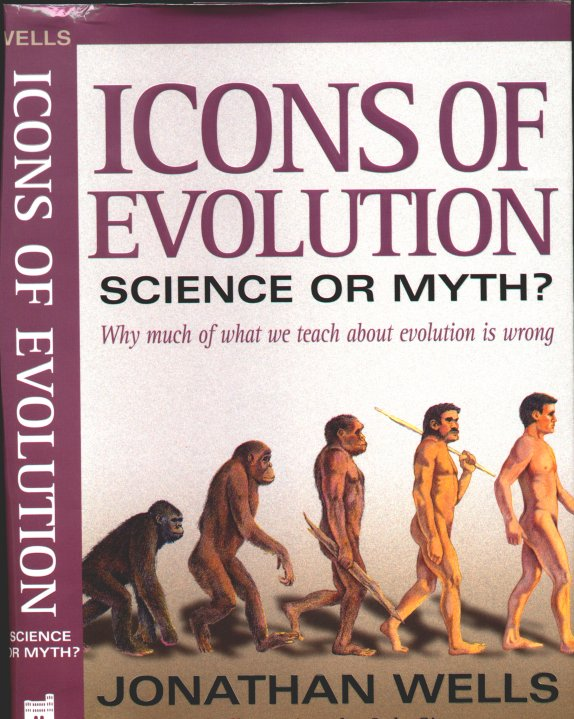 WELLS
ICONS OF EVOLUTION
SCIENCE
OR MYTH?
ICONS OF
EVOLUTION
SCIENCE OR MYTH?
Why much of what we teach about evolution is wrong
JONATHAN WELLS